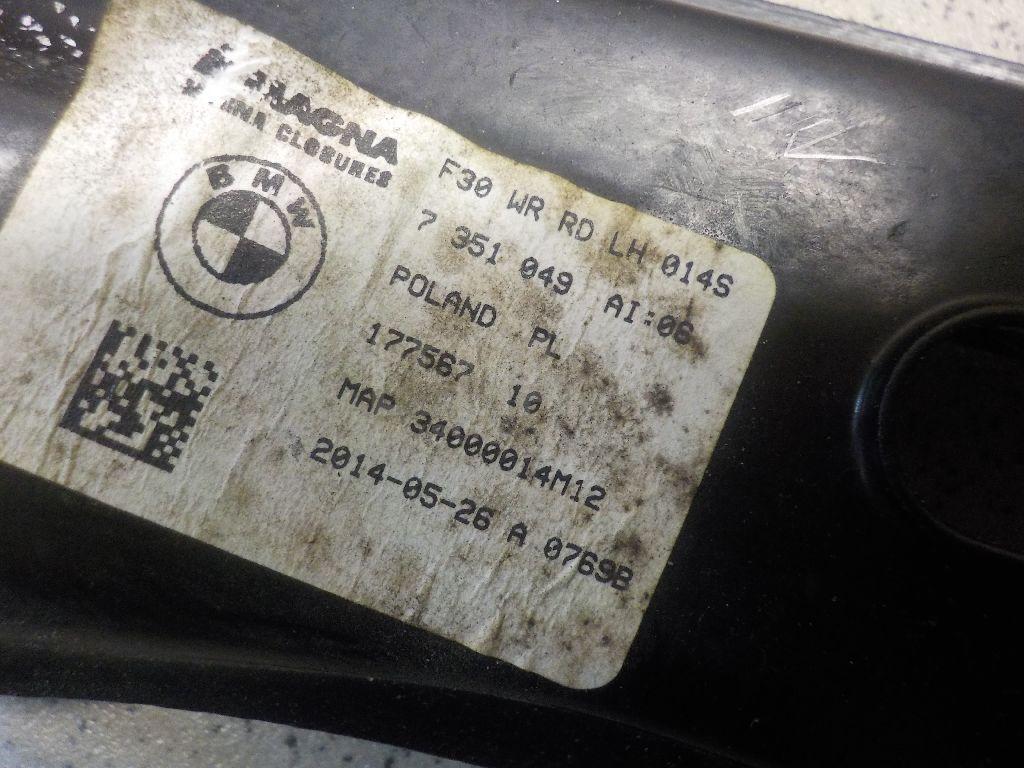 MAGNA
CLOSURES
BMW
F30 WR RD LH 014S
7 351 049 AI:06
POLAND PL
177567 10
MAP 34000014M12
2014-05-26 A 0769B